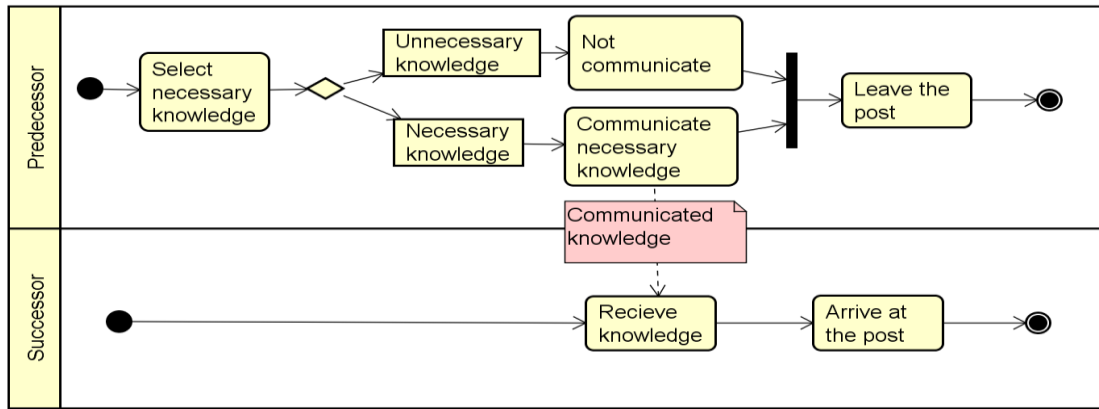 Predecessor
Select
necessary
knowledge
Unnecessary
knowledge
Not
communicate
Necessary
knowledge
Communicate
necessary
knowledge
Leave the
post
Communicated
knowledge
Successor
Recieve
knowledge
Arrive at
the post